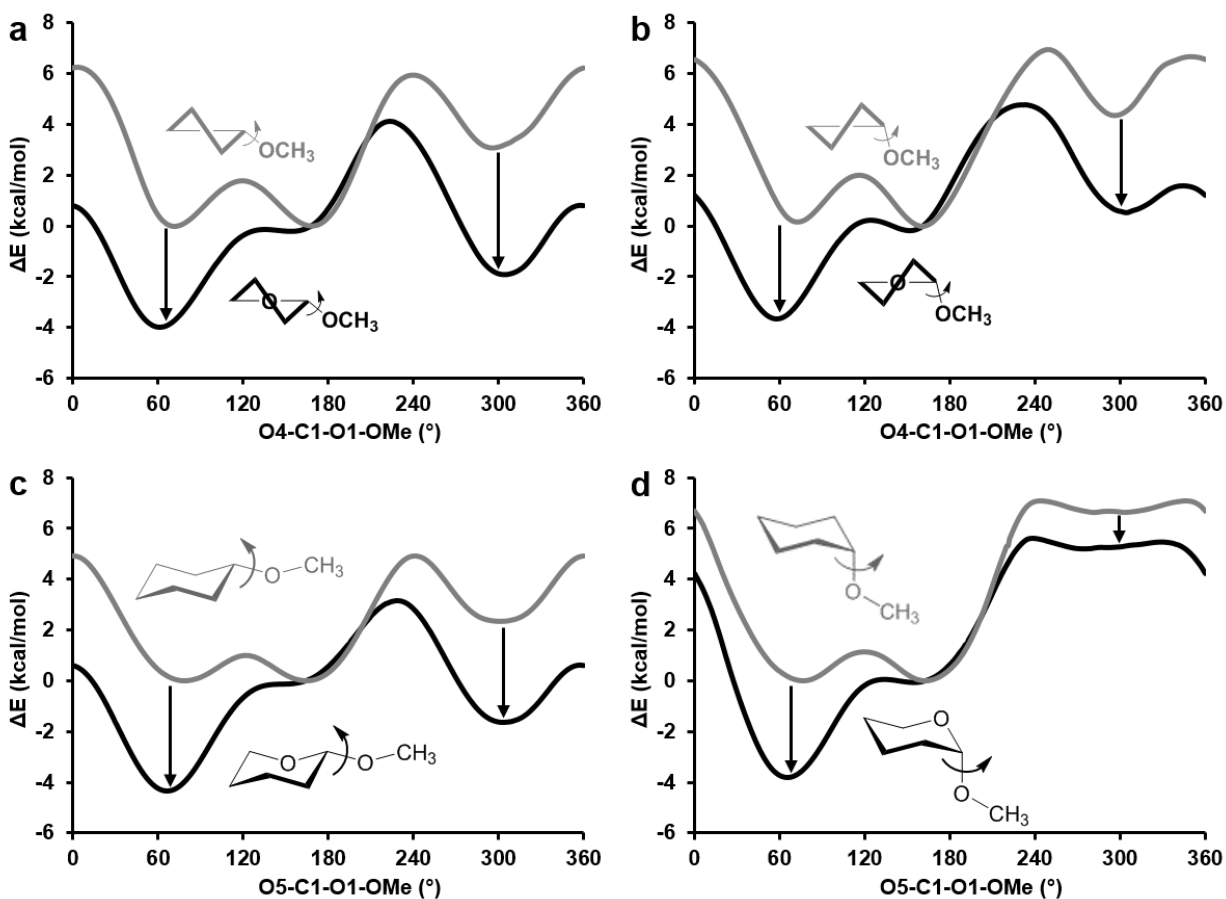 a
8
6
4
2
0
-2
-4
-6
ΔE (kcal/mol)
OCH₃
O
OCH₃
0 60 120 180 240 300 360
O4-C1-O1-OMe (°)
b
8
6
4
2
0
-2
-4
-6
ΔE (kcal/mol)
OCH₃
O
OCH₃
0 60 120 180 240 300 360
O4-C1-O1-OMe (°)
c
8
6
4
2
0
-2
-4
-6
ΔE (kcal/mol)
O CH₃
O O CH₃
0 60 120 180 240 300 360
O5-C1-O1-OMe (°)
d
8
6
4
2
0
-2
-4
-6
ΔE (kcal/mol)
O
CH₃
O
O
CH₃
0 60 120 180 240 300 360
O5-C1-O1-OMe (°)